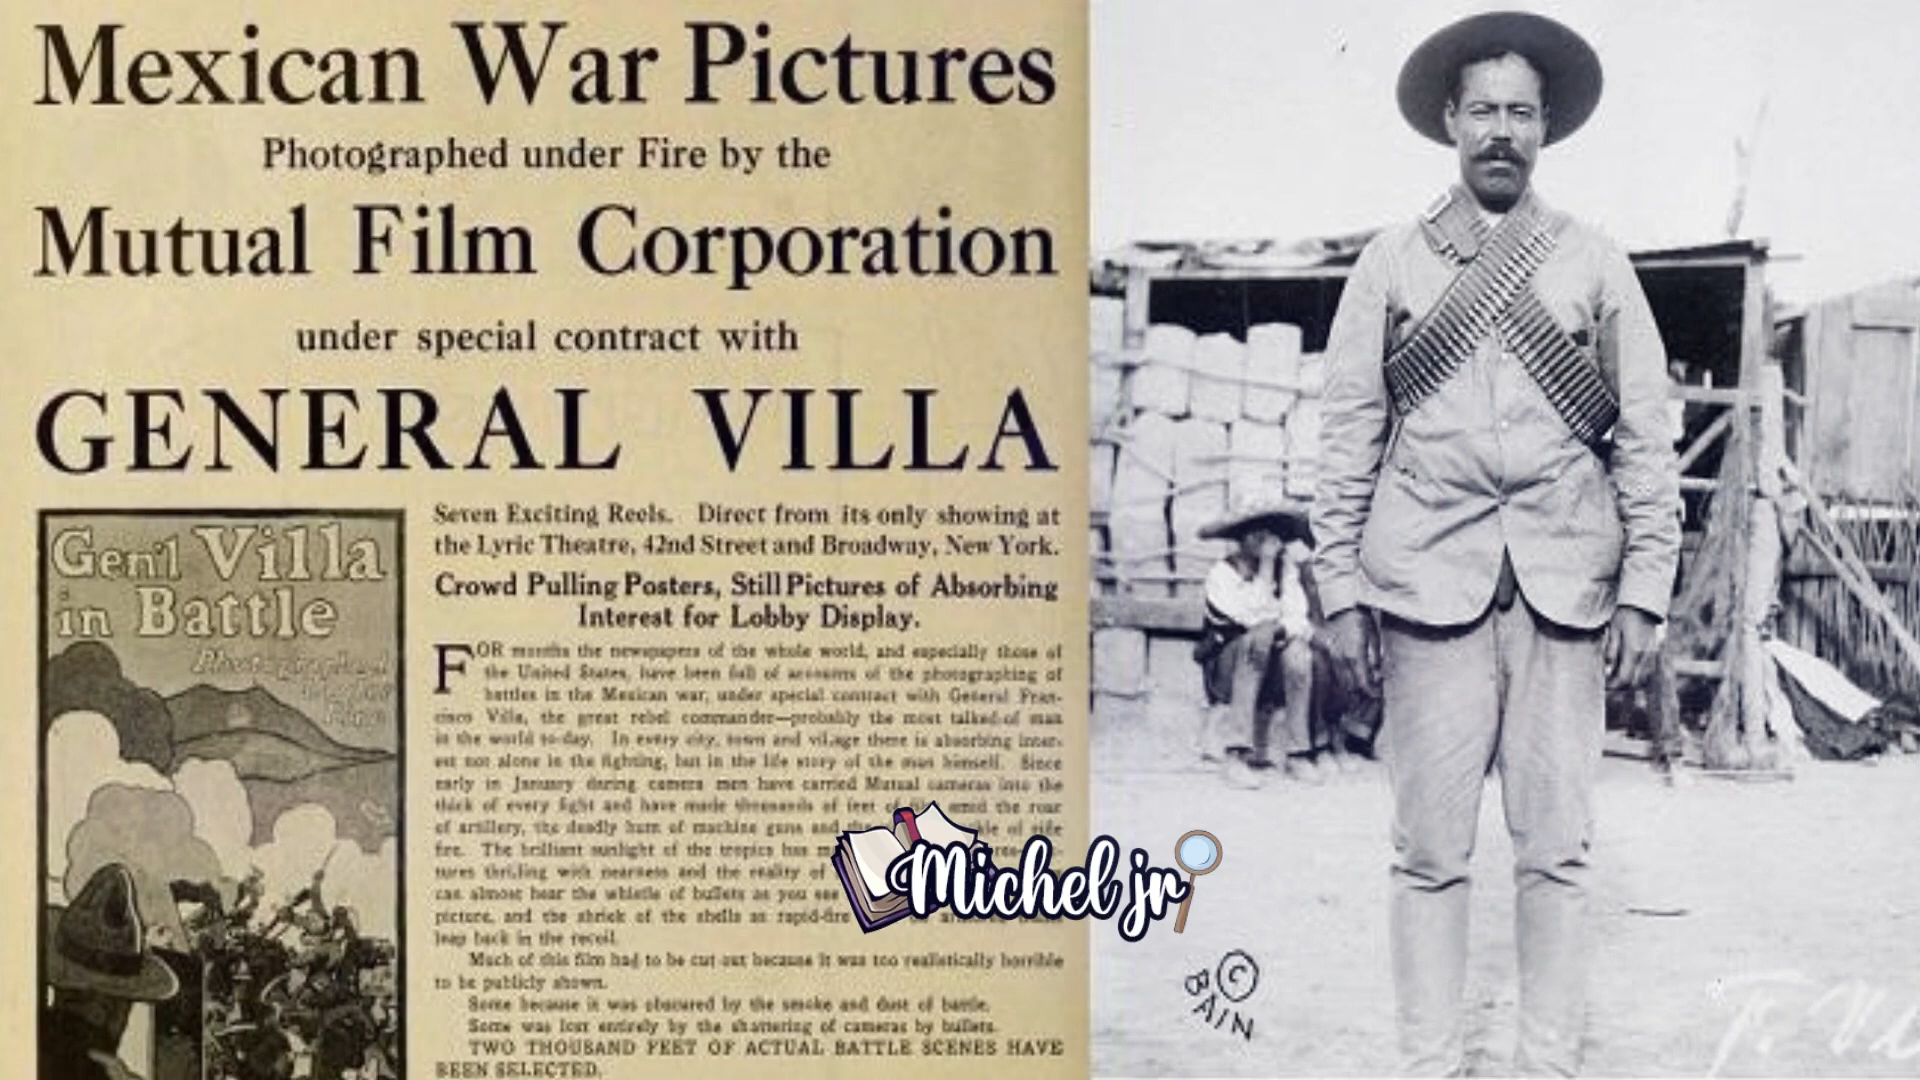 Mexican War Pictures
Photographed under Fire by the
Mutual Film Corporation
under special contract with
GENERAL VILLA
Gen'l Villa
in Battle
Photographed
Under
Fire
Seven Exciting Reels. Direct from its only showing at
the Lyric Theatre, 42nd Street and Broadway, New York.
Crowd Pulling Posters, Still Pictures of Absorbing
Interest for Lobby Display.
FOR months the newspapers of the whole world, and especially those of
the United States, have been full of accounts of the photographing of
battles in the Mexican war, under special contract with General Fran-
cisco Villa, the great rebel commander—probably the most talked-of man
in the world to-day. In every city, town and village there is absorbing inter-
est not alone in the fighting, but in the life story of the man himself. Since
early in January daring camera men have carried Mutual cameras into the
thick of every fight and have made thousands of feet of amid the roar
of artillery, the deadly hum of machine guns and the of rifle
fire. The brilliant sunlight of the tropics has
tures thrilling with nearness and the reality of
can almost hear the whistle of bullets as you see
picture, and the shriek of the shells as rapid-fire
leap back in the recoil.
Much of this film had to be cut out because it was too realistically horrible
to be publicly shown.
Some because it was obscured by the smoke and dust of battle.
Some was lost entirely by the shattering of cameras by bullets.
TWO THOUSAND FEET OF ACTUAL BATTLE SCENES HAVE
BEEN SELECTED.
Michel jr
© BAIN